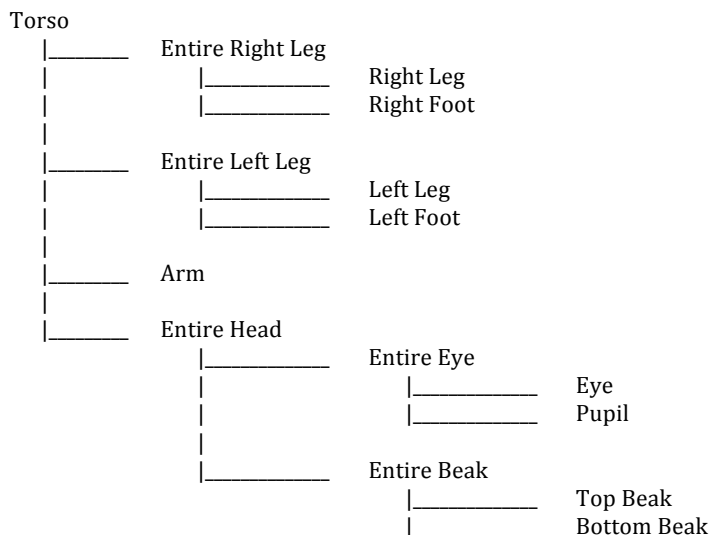 Torso
Entire Right Leg
Right Leg
Right Foot
Entire Left Leg
Left Leg
Left Foot
Arm
Entire Head
Entire Eye
Eye
Pupil
Entire Beak
Top Beak
Bottom Beak